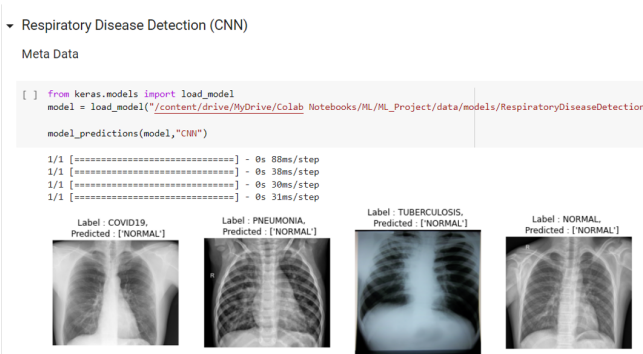 Respiratory Disease Detection (CNN)
Meta Data
[ ] from keras.models import load_model
model = load_model("/content/drive/MyDrive/Colab Notebooks/ML/ML_Project/data/models/RespiratoryDiseaseDetection
model_predictions(model,"CNN")
1/1 [==============================] - 0s 88ms/step
1/1 [==============================] - 0s 38ms/step
1/1 [==============================] - 0s 30ms/step
1/1 [==============================] - 0s 31ms/step
Label : COVID19,
Predicted : ['NORMAL']
Label : PNEUMONIA,
Predicted : ['NORMAL']
R
Label : TUBERCULOSIS,
Predicted : ['NORMAL']
Label : NORMAL,
Predicted : ['NORMAL']
R